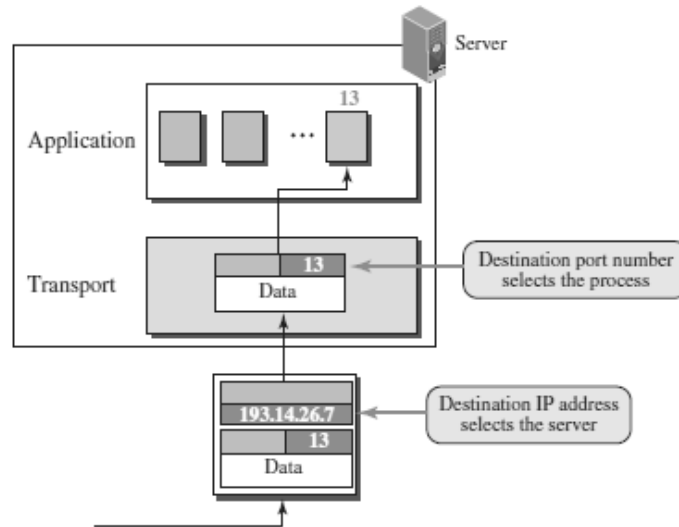 Server
13
...
Application
13
Data
Transport
Destination port number
selects the process
193.14.26.7
13
Data
Destination IP address
selects the server